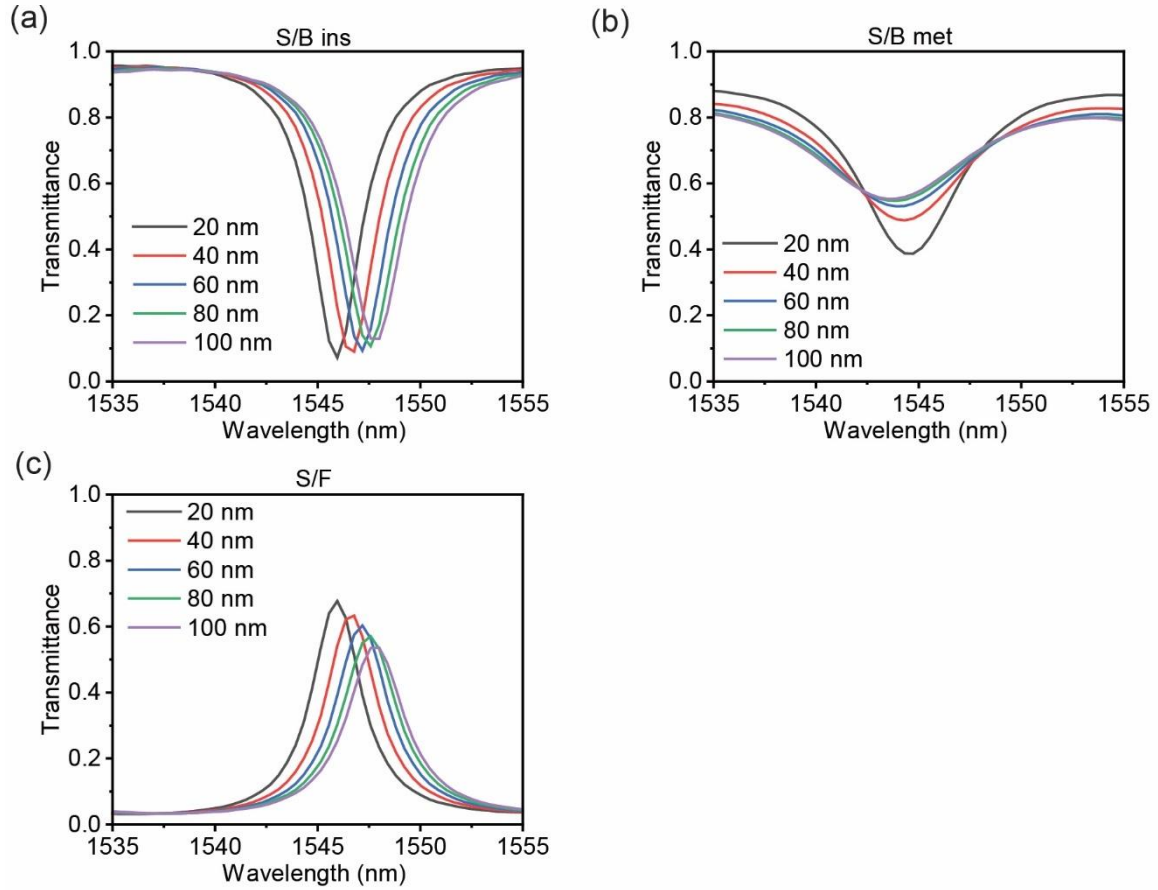 (a)
S/B ins
1.0
0.8
0.6
0.4
0.2
0.0
Transmittance
20 nm
40 nm
60 nm
80 nm
100 nm
1535 1540 1545 1550 1555
Wavelength (nm)
(b)
S/B met
1.0
0.8
0.6
0.4
0.2
0.0
Transmittance
20 nm
40 nm
60 nm
80 nm
100 nm
1535 1540 1545 1550 1555
Wavelength (nm)
(c)
S/F
1.0
0.8
0.6
0.4
0.2
0.0
Transmittance
20 nm
40 nm
60 nm
80 nm
100 nm
1535 1540 1545 1550 1555
Wavelength (nm)